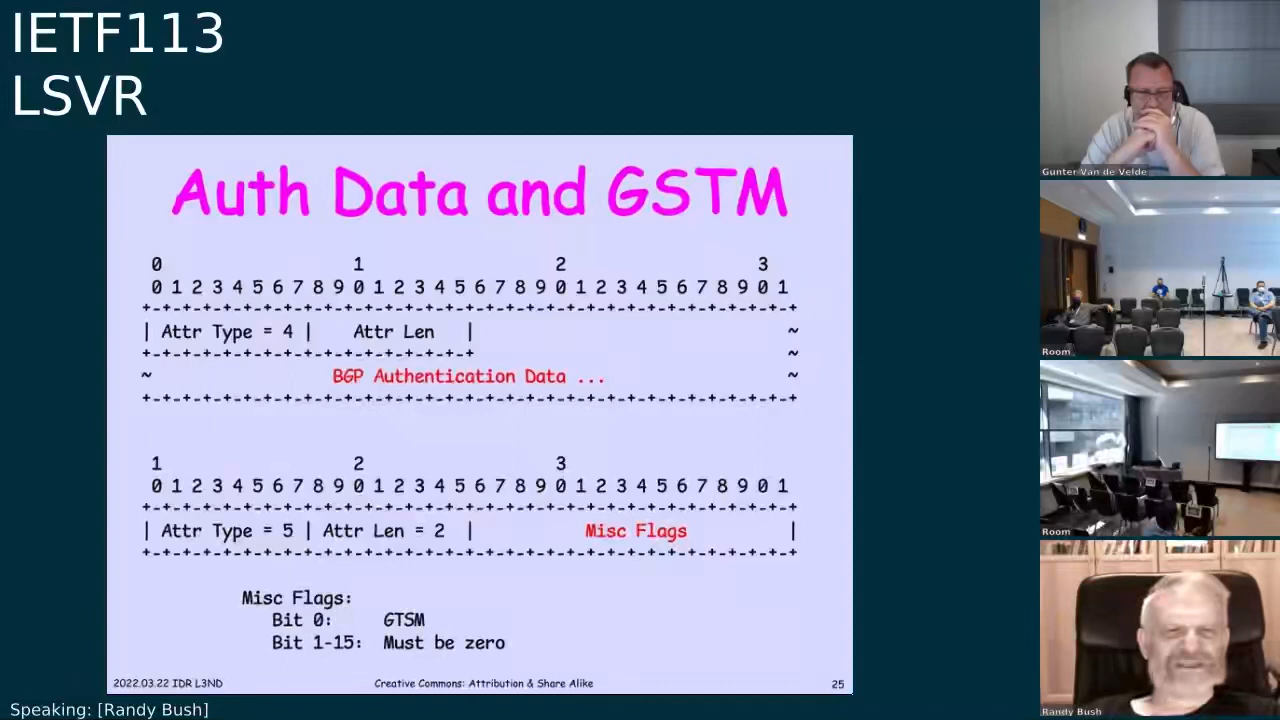 IETF113
LSVR
Auth Data and GSTM
0 1 2 3
0 1 2 3 4 5 6 7 8 9 0 1 2 3 4 5 6 7 8 9 0 1 2 3 4 5 6 7 8 9 0 1
+-+-+-+-+-+-+-+-+-+-+-+-+-+-+-+-+-+-+-+-+-+-+-+-+-+-+-+-+-+-+-+-+
| Attr Type = 4 | Attr Len | ~
+-+-+-+-+-+-+-+-+-+-+-+-+-+-+-+-+ ~
~ BGP Authentication Data ... ~
+-+-+-+-+-+-+-+-+-+-+-+-+-+-+-+-+-+-+-+-+-+-+-+-+-+-+-+-+-+-+-+-+
1 2 3
0 1 2 3 4 5 6 7 8 9 0 1 2 3 4 5 6 7 8 9 0 1 2 3 4 5 6 7 8 9 0 1
+-+-+-+-+-+-+-+-+-+-+-+-+-+-+-+-+-+-+-+-+-+-+-+-+-+-+-+-+-+-+-+-+
| Attr Type = 5 | Attr Len = 2 | Misc Flags |
+-+-+-+-+-+-+-+-+-+-+-+-+-+-+-+-+-+-+-+-+-+-+-+-+-+-+-+-+-+-+-+-+
Misc Flags:
Bit 0: GTSM
Bit 1-15: Must be zero
2022.03.22 IDR L3ND
Creative Commons: Attribution & Share Alike
25
Speaking: [Randy Bush]
Gunter Van de Velde
Room
Room
Randy Bush